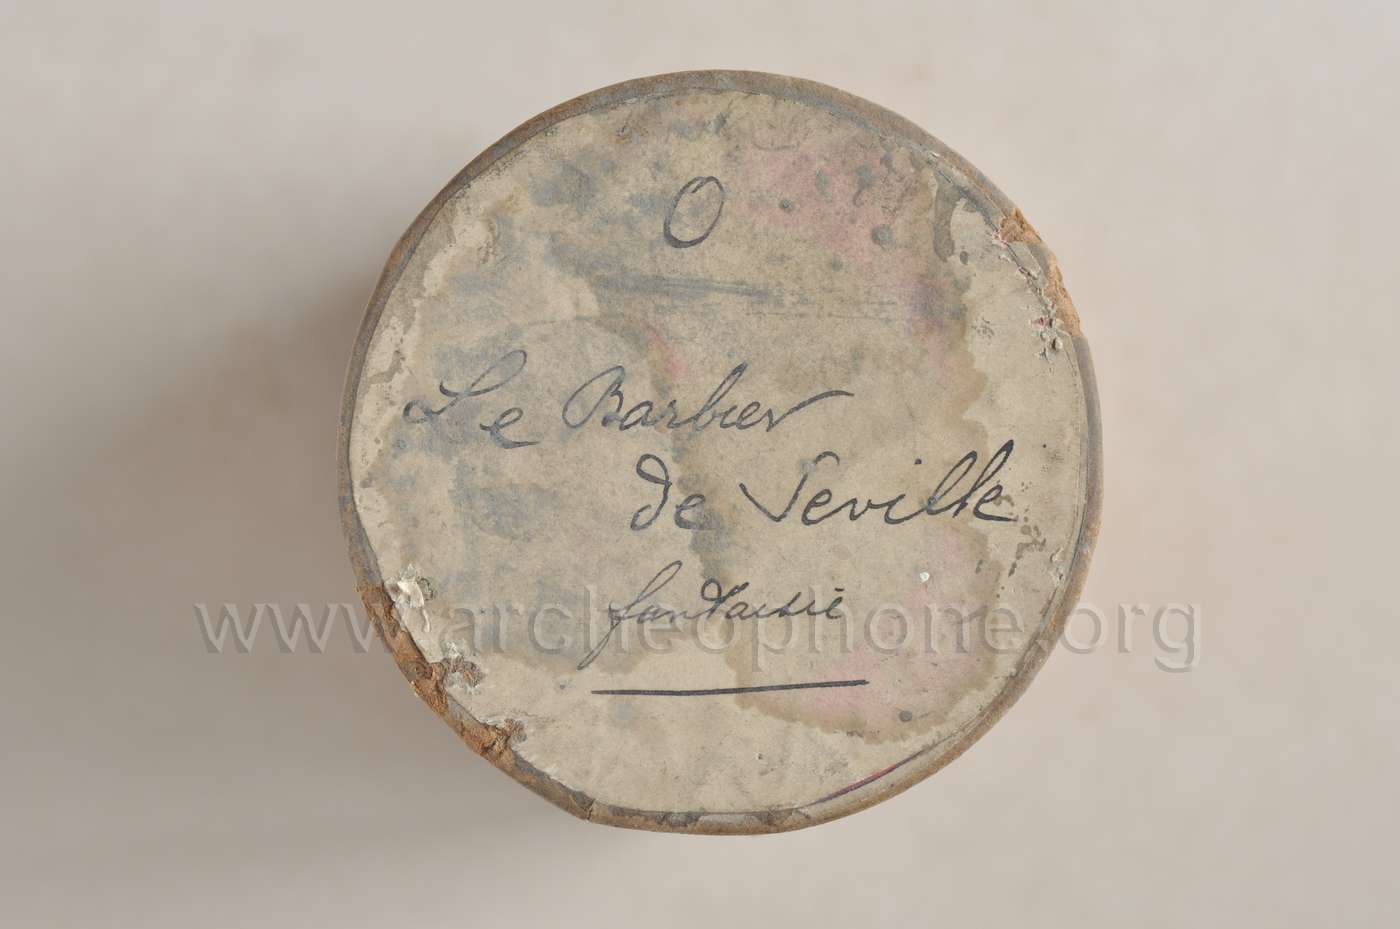 O
Le Barbier
de Seville
fantaisie
www.archeophone.org